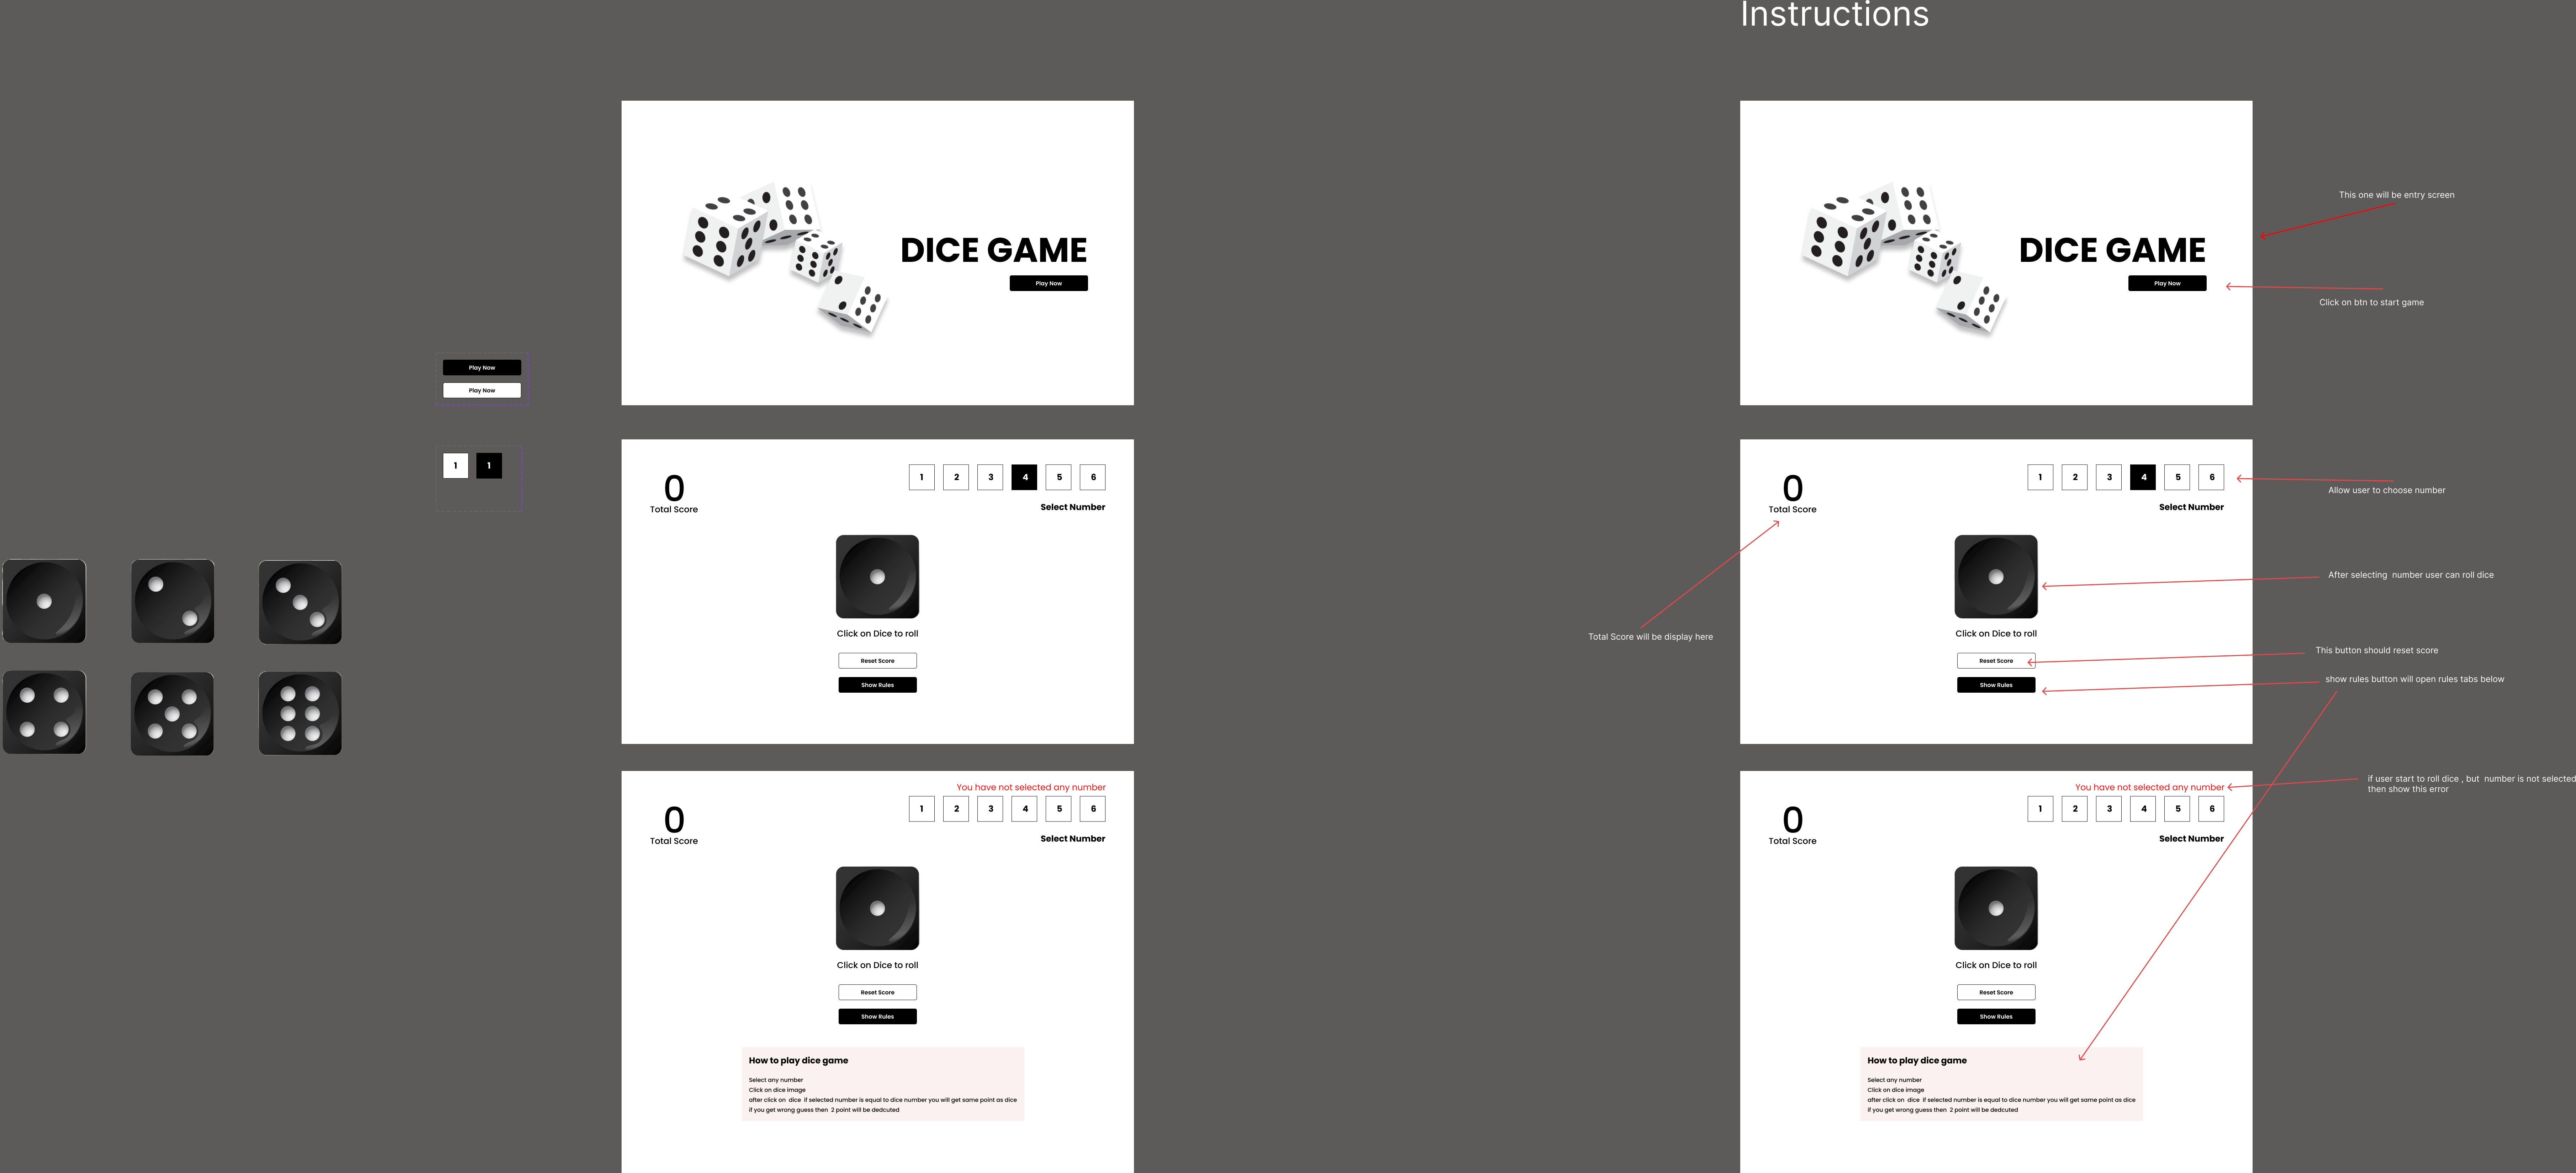 Instructions
DICE GAME
Play Now
DICE GAME
Play Now
This one will be entry screen
Click on btn to start game
Play Now
Play Now
1 1
0
Total Score
1 2 3 4 5 6
Select Number
Click on Dice to roll
Reset Score
Show Rules
0
Total Score
1 2 3 4 5 6
Select Number
Click on Dice to roll
Reset Score
Show Rules
Total Score will be display here
Allow user to choose number
After selecting  number user can roll dice
This button should reset score
show rules button will open rules tabs below
You have not selected any number
0
Total Score
1 2 3 4 5 6
Select Number
Click on Dice to roll
Reset Score
Show Rules
How to play dice game
Select any number
Click on dice image
after click on  dice  if selected number is equal to dice number you will get same point as dice
if you get wrong guess then  2 point will be dedcuted
You have not selected any number
0
Total Score
1 2 3 4 5 6
Select Number
Click on Dice to roll
Reset Score
Show Rules
How to play dice game
Select any number
Click on dice image
after click on  dice  if selected number is equal to dice number you will get same point as dice
if you get wrong guess then  2 point will be dedcuted
if user start to roll dice , but  number is not selected
then show this error